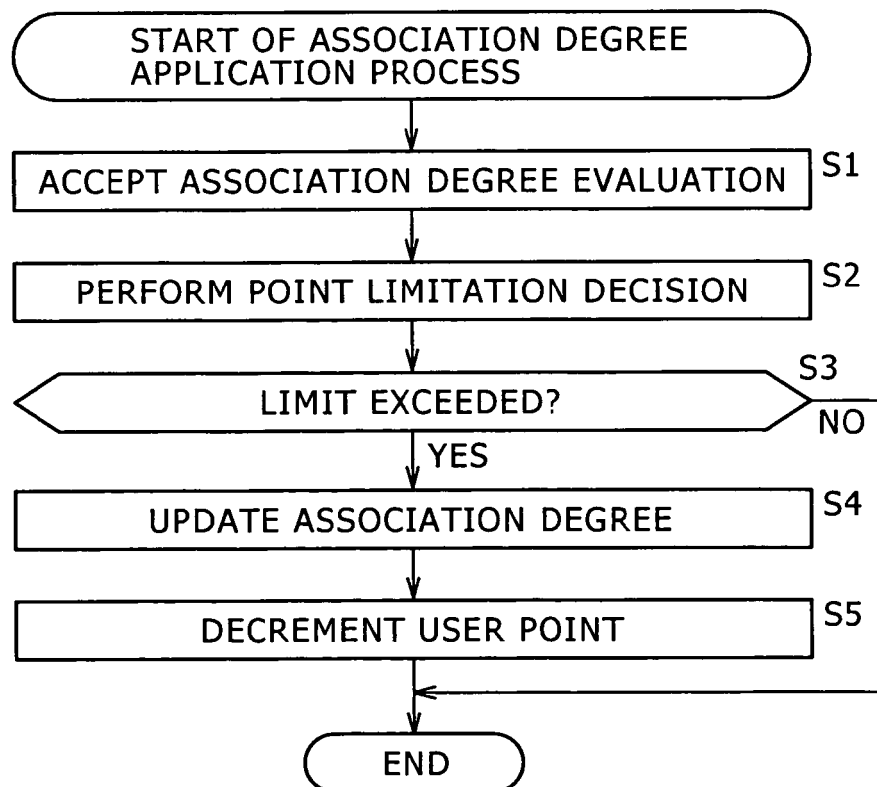 START OF ASSOCIATION DEGREE
APPLICATION PROCESS
ACCEPT ASSOCIATION DEGREE EVALUATION
S1
PERFORM POINT LIMITATION DECISION
S2
LIMIT EXCEEDED?
S3
NO
YES
UPDATE ASSOCIATION DEGREE
S4
DECREMENT USER POINT
S5
END